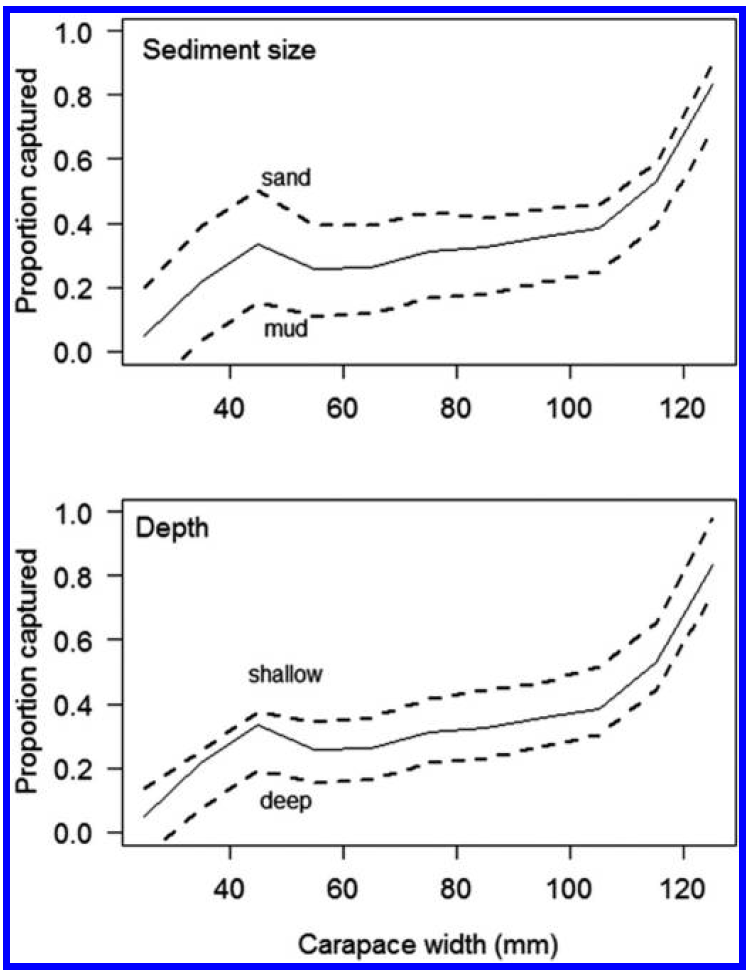 Sediment size
Proportion captured
1.0
0.8
0.6
0.4
0.2
0.0
sand
mud
40 60 80 100 120
Depth
Proportion captured
1.0
0.8
0.6
0.4
0.2
0.0
shallow
deep
40 60 80 100 120
Carapace width (mm)